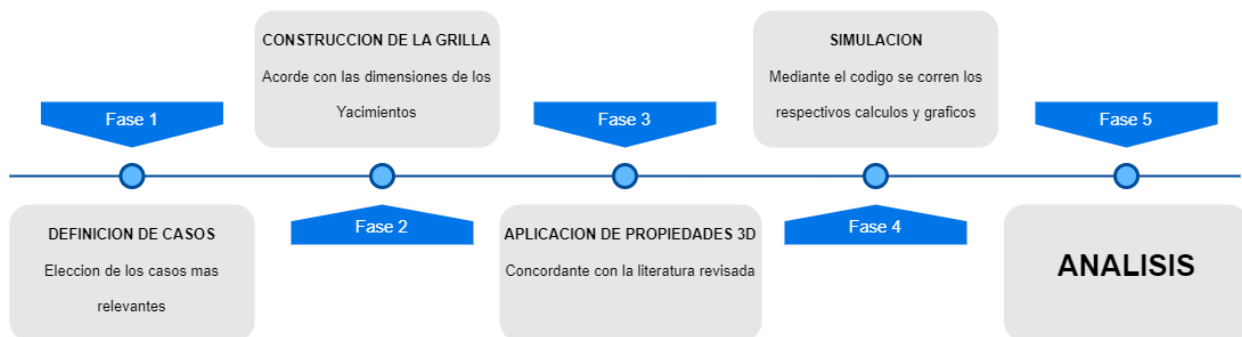 Fase 1
DEFINICION DE CASOS
Eleccion de los casos mas
relevantes
CONSTRUCCION DE LA GRILLA
Acorde con las dimensiones de los
Yacimientos
Fase 2
Fase 3
APLICACION DE PROPIEDADES 3D
Concordante con la literatura revisada
SIMULACION
Mediante el codigo se corren los
respectivos calculos y graficos
Fase 4
Fase 5
ANALISIS